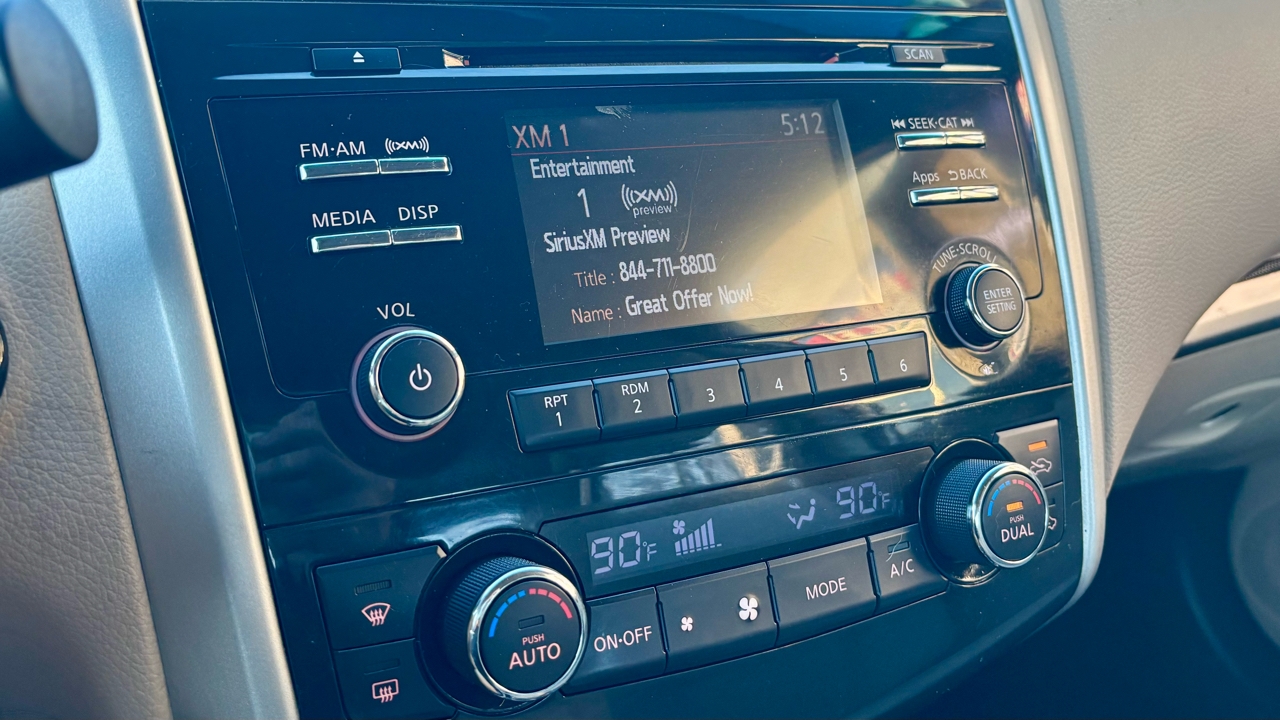 SCAN
FM·AM
((XM))
MEDIA
DISP
VOL
XM 1
5:12
Entertainment
1
((XM))
preview
SiriusXM Preview
Title : 844-711-8800
Name : Great Offer Now!
SEEK·CAT
Apps
BACK
TUNE·SCROLL
ENTER
SETTING
RPT
1
RDM
2
3
4
5
6
90°F
90°F
PUSH
AUTO
ON·OFF
MODE
A/C
PUSH
DUAL